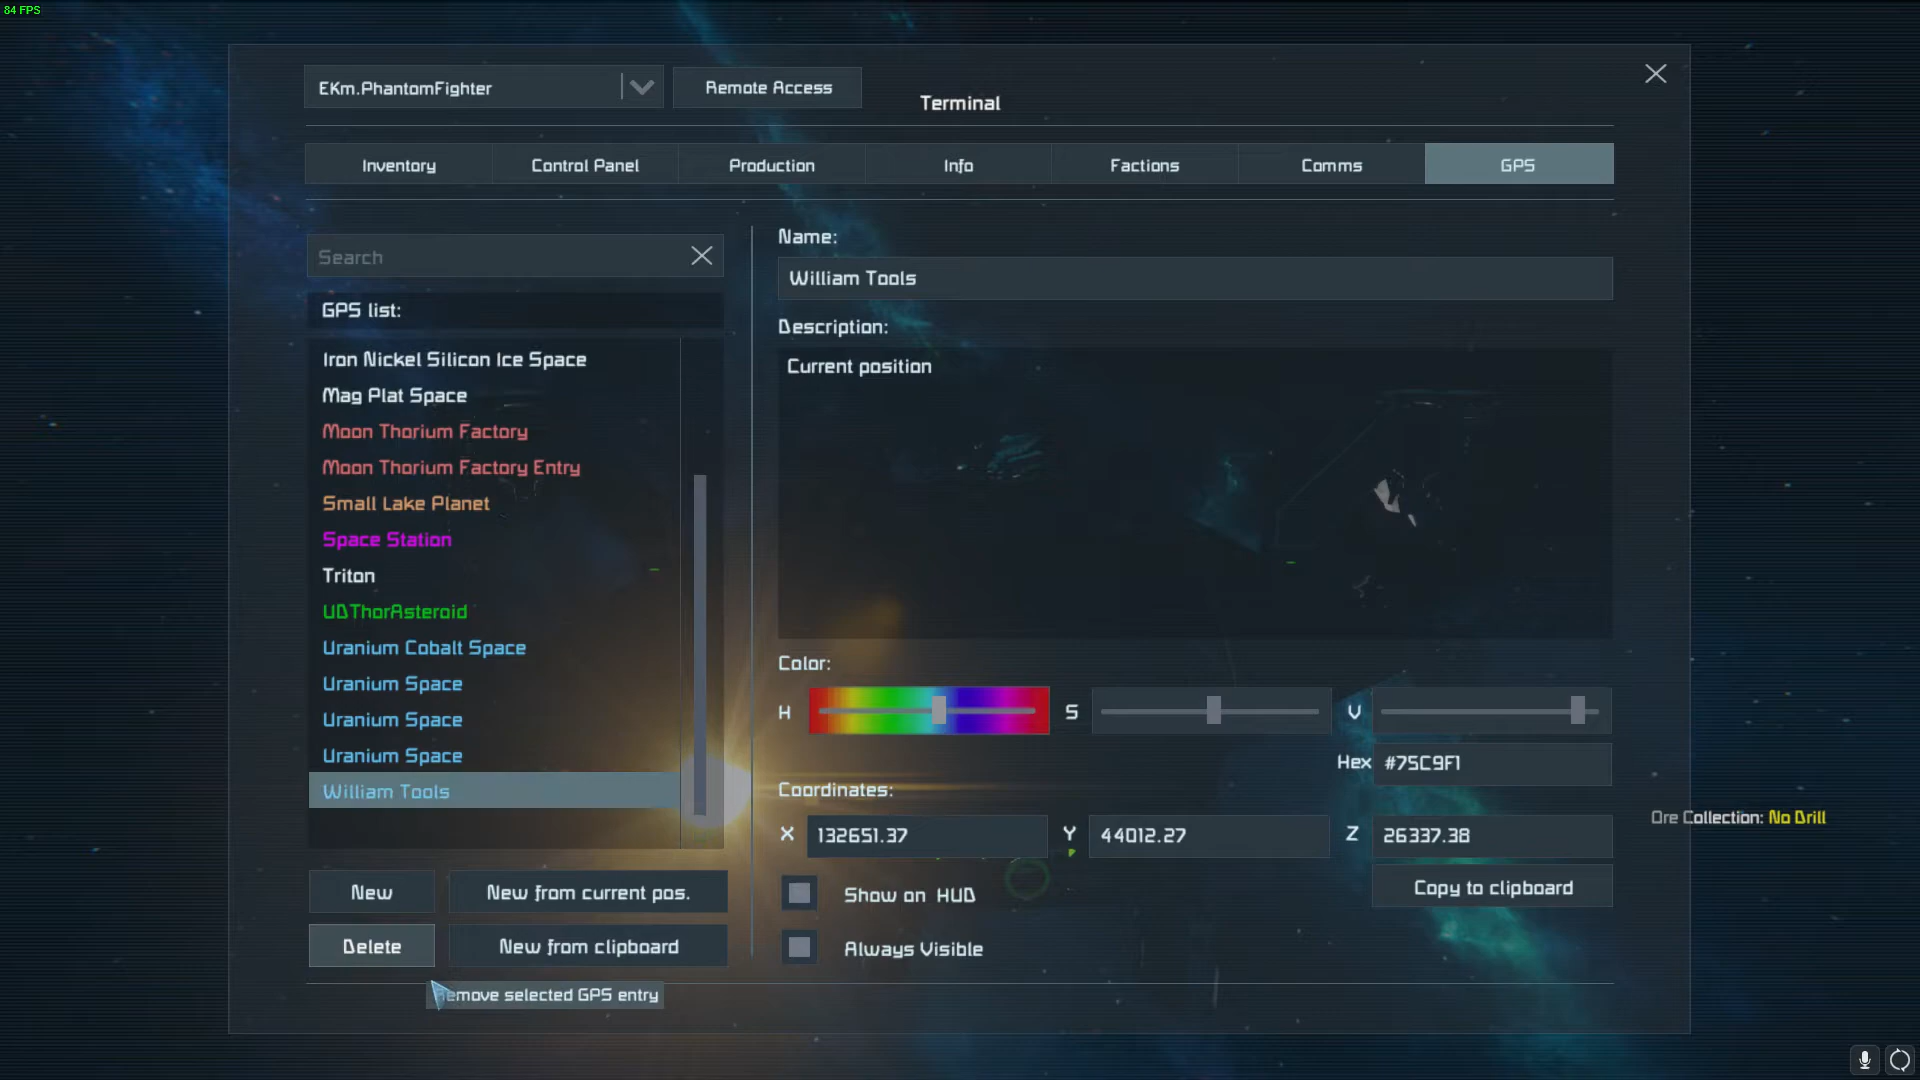 84 FPS
EKm.PhantomFighter
Remote Access
Terminal
Inventory
Control Panel
Production
Info
Factions
Comms
GPS
Search
GPS list:
Iron Nickel Silicon Ice Space
Mag Plat Space
Moon Thorium Factory
Moon Thorium Factory Entry
Small Lake Planet
Space Station
Triton
UDThorAsteroid
Uranium Cobalt Space
Uranium Space
Uranium Space
Uranium Space
William Tools
New
New from current pos.
Delete
New from clipboard
emove selected GPS entry
Name:
William Tools
Description:
Current position
Color:
H
S
V
Hex #75C9F1
Coordinates:
X 132651.37
Y 44012.27
Z 26337.38
Show on HUD
Copy to clipboard
Always Visible
Ore Collection: No Drill